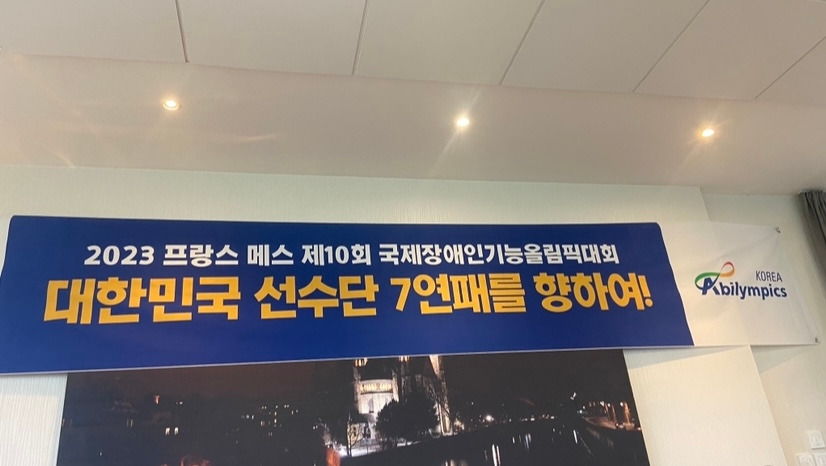 2023 프랑스 메스 제10회 국제장애인기능올림픽대회
대한민국 선수단 7연패를 향하여!
KOREA
Abilympics